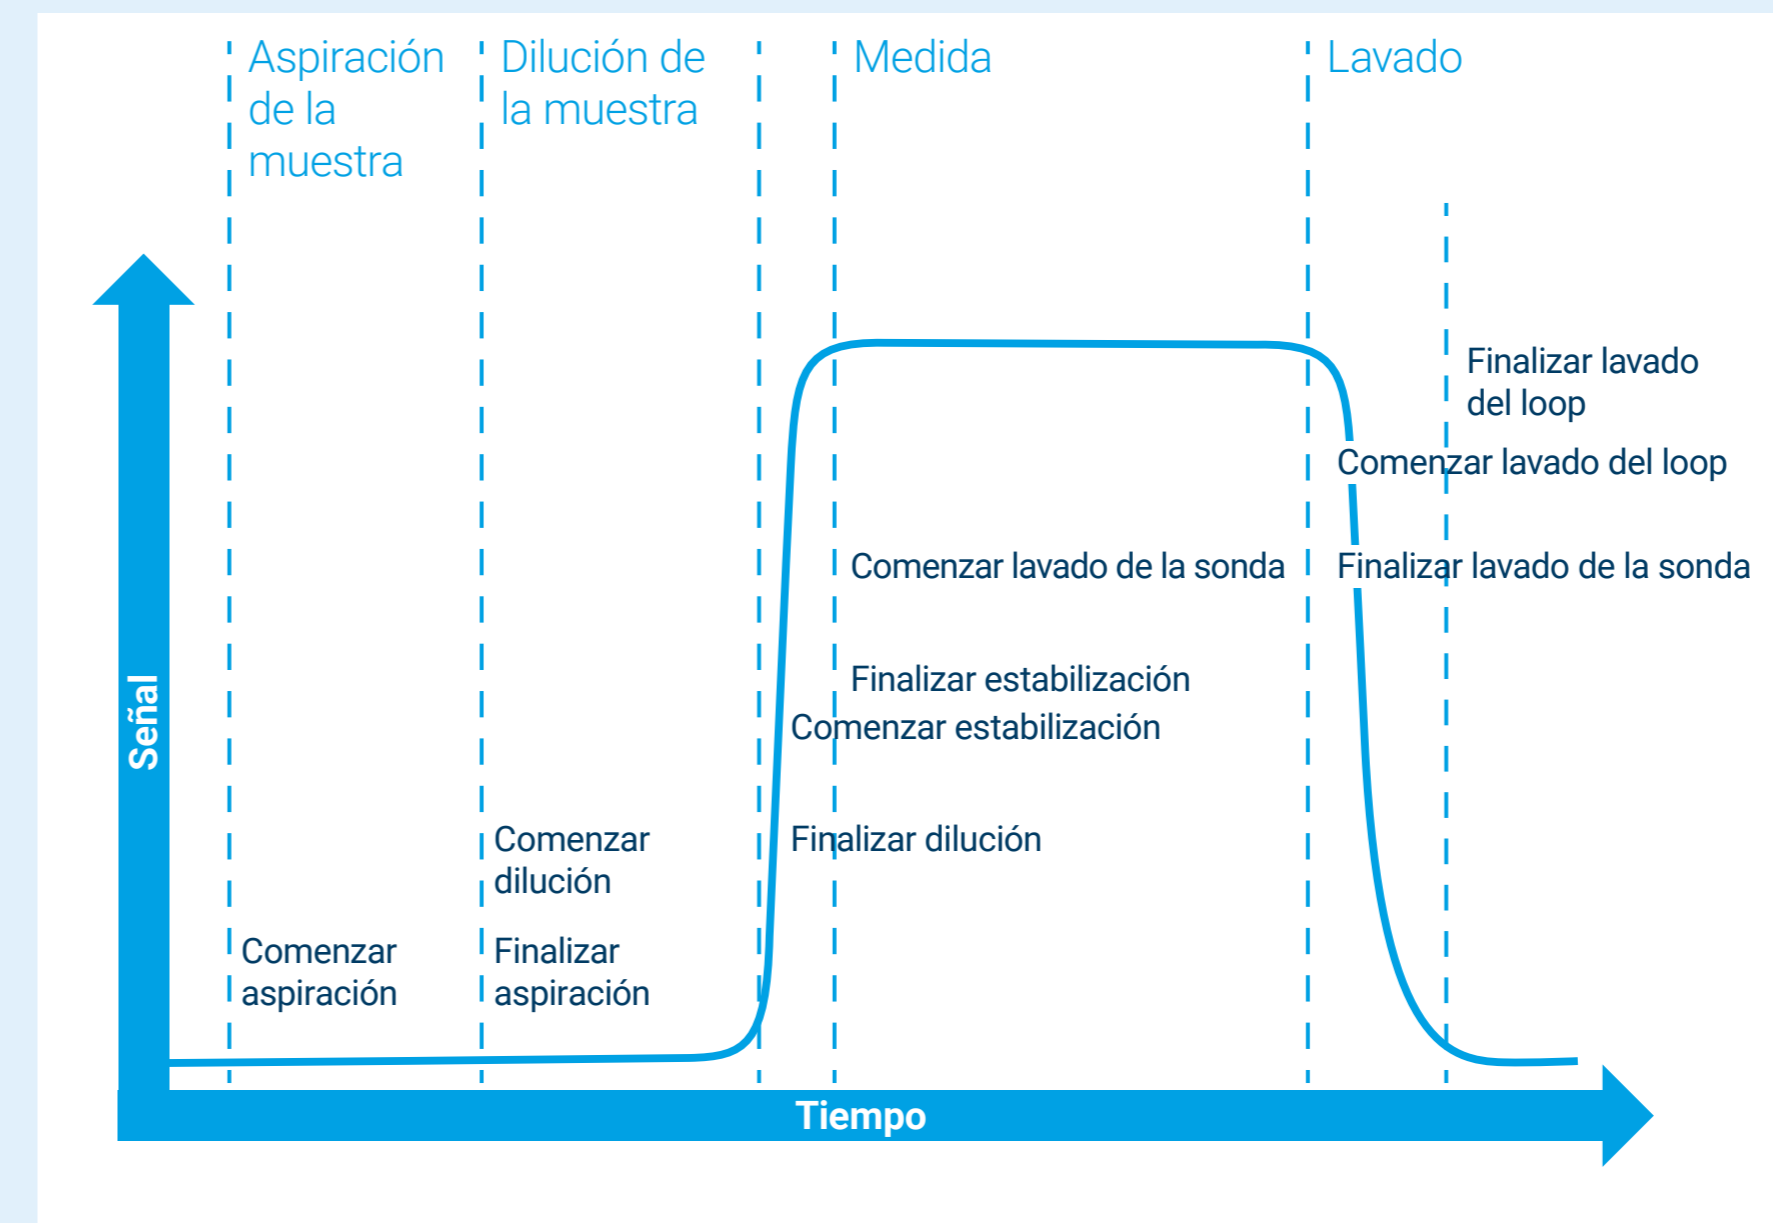 Aspiración
de la
muestra
Dilución de
la muestra
Medida
Lavado
Finalizar lavado
del loop
Comenzar lavado del loop
Comenzar lavado de la sonda
Finalizar lavado de la sonda
Finalizar estabilización
Comenzar estabilización
Señal
Comenzar
dilución
Finalizar dilución
Comenzar
aspiración
Finalizar
aspiración
Tiempo